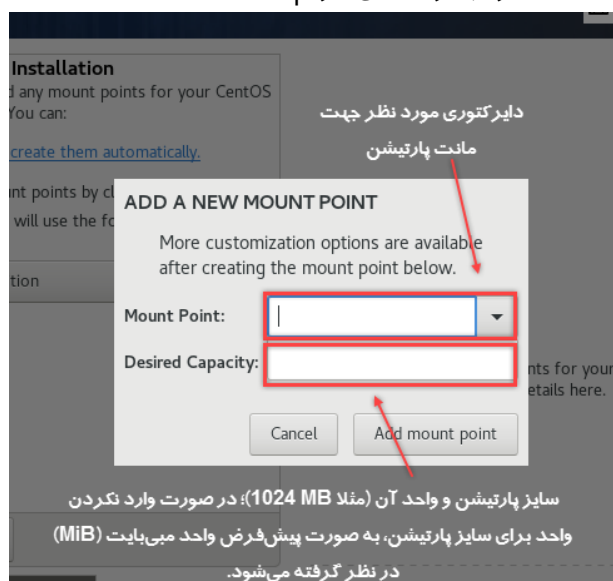 Installation
d any mount points for your CentOS
You can:
دایرکتوری مورد نظر جهت
مانت پارتیشن
create them automatically.
unt points by cl
will use the fo
ADD A NEW MOUNT POINT
More customization options are available
after creating the mount point below.
tion
Mount Point:
Desired Capacity:
nts for your
etails here.
Cancel
Add mount point
سایز پارتیشن و واحد آن (مثلا 1024 MB)؛ در صورت وارد نکردن
واحد برای سایز پارتیشن، به صورت پیش‌فرض واحد مبی‌بایت (MiB)
در نظر گرفته می‌شود.